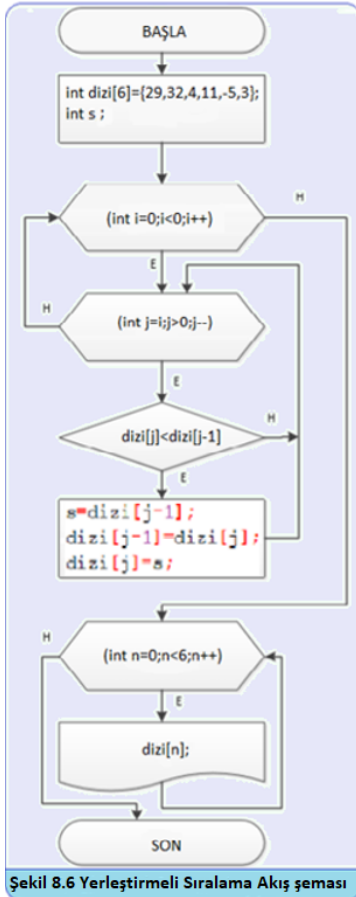 BAŞLA
int dizi[6]={29,32,4,11,-5,3};
int s ;
H
(int i=0;i<0;i++)
E
H
(int j=i;j>0;j--)
E
H
dizi[j]<dizi[j-1]
E
s=dizi[j-1];
dizi[j-1]=dizi[j];
dizi[j]=s;
H
(int n=0;n<6;n++)
E
dizi[n];
SON
Şekil 8.6 Yerleştirmeli Sıralama Akış şeması